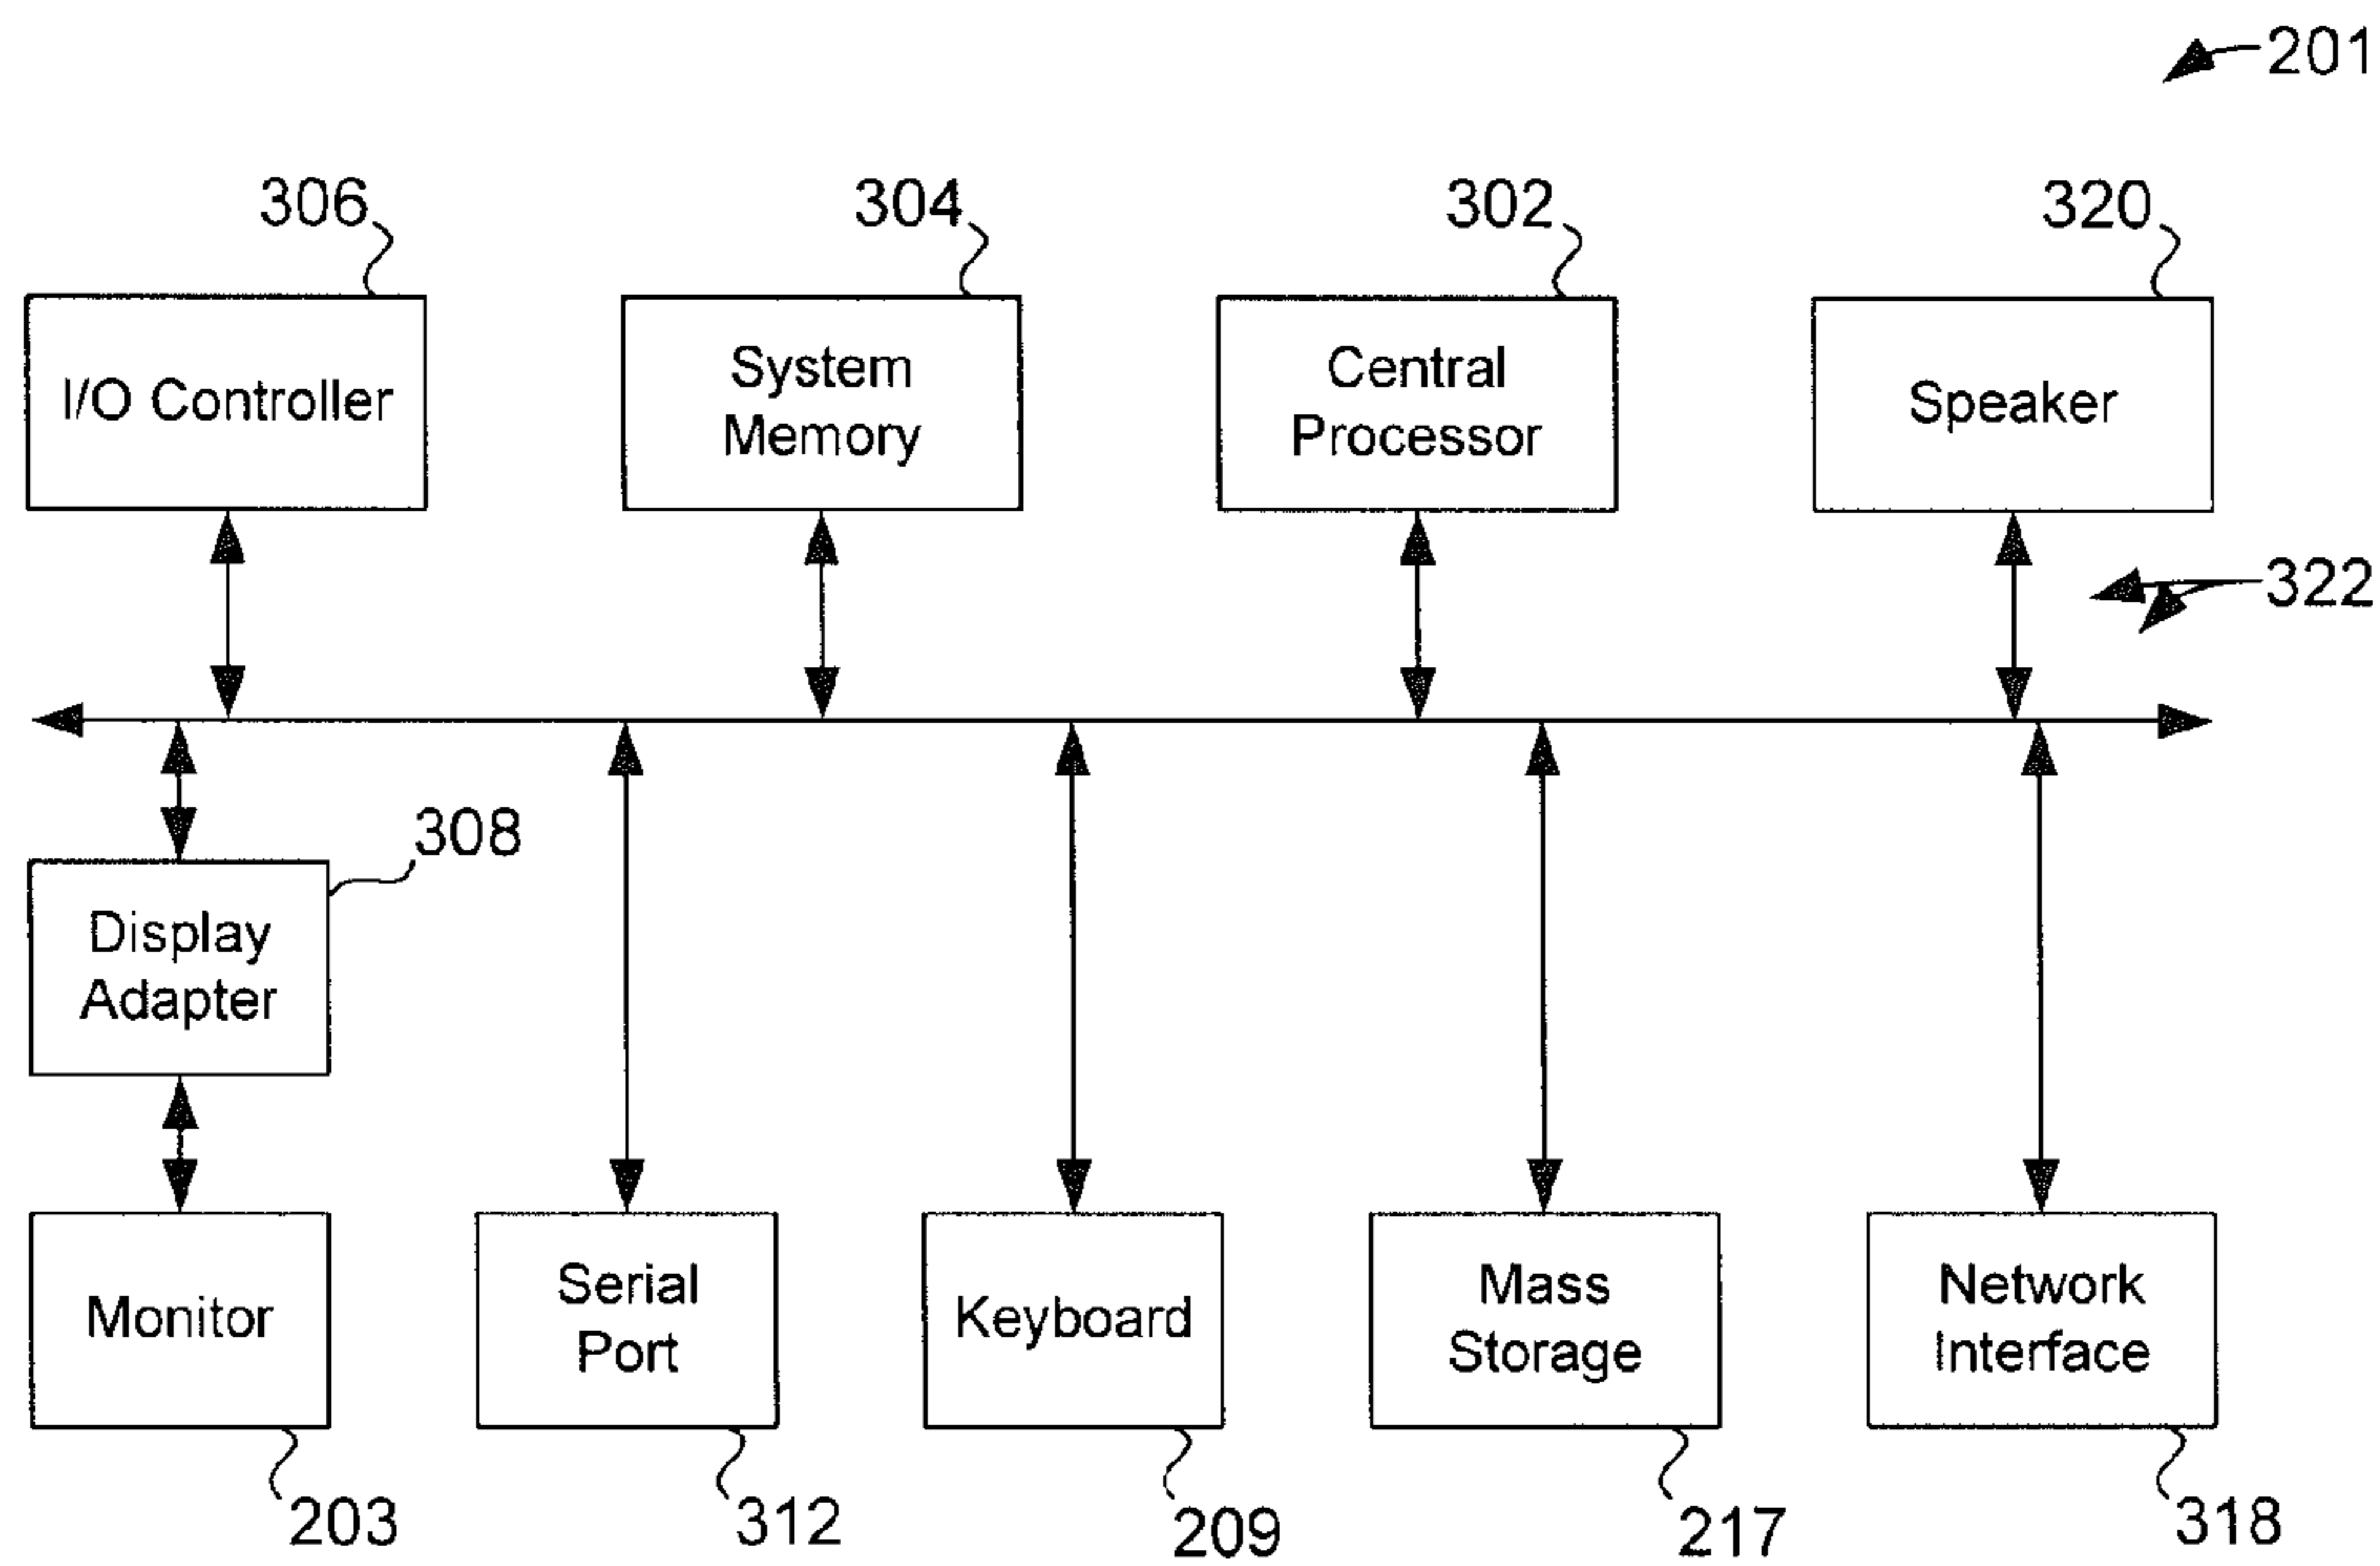 201
306
304
302
320
I/O Controller
System
Memory
Central
Processor
Speaker
322
308
Display
Adapter
Monitor
Serial
Port
Keyboard
Mass
Storage
Network
Interface
203
312
209
217
318